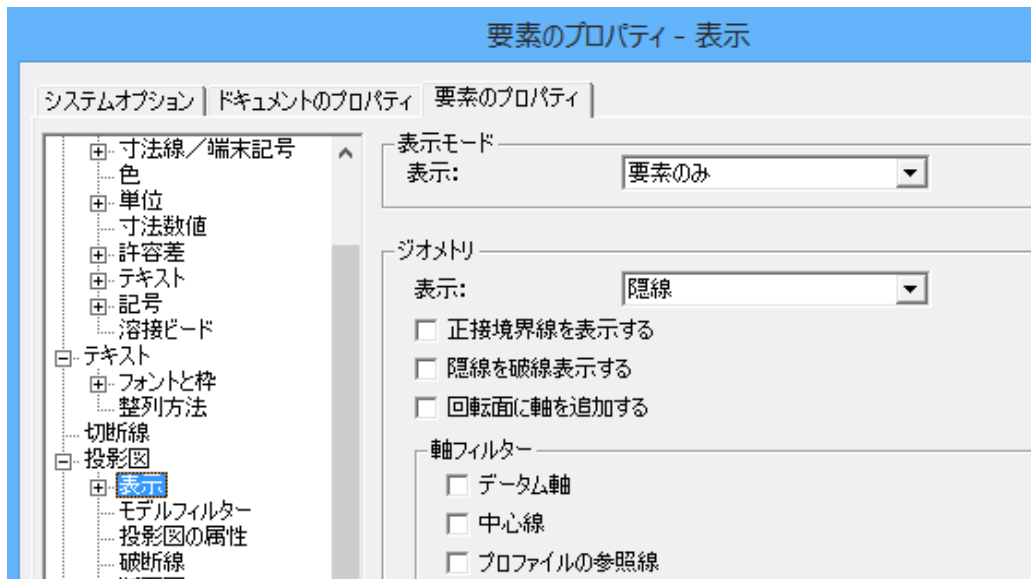 要素のプロパティ - 表示
システムオプション ドキュメントのプロパティ 要素のプロパティ
寸法線／端末記号
色
単位
寸法数値
許容差
テキスト
記号
溶接ビード
テキスト
フォントと枠
整列方法
切断線
投影図
表示
モデルフィルター
投影図の属性
破断線
表示モード
表示: 要素のみ
ジオメトリ
表示: 隠線
正接境界線を表示する
隠線を破線表示する
回転面に軸を追加する
軸フィルター
データム軸
中心線
プロファイルの参照線